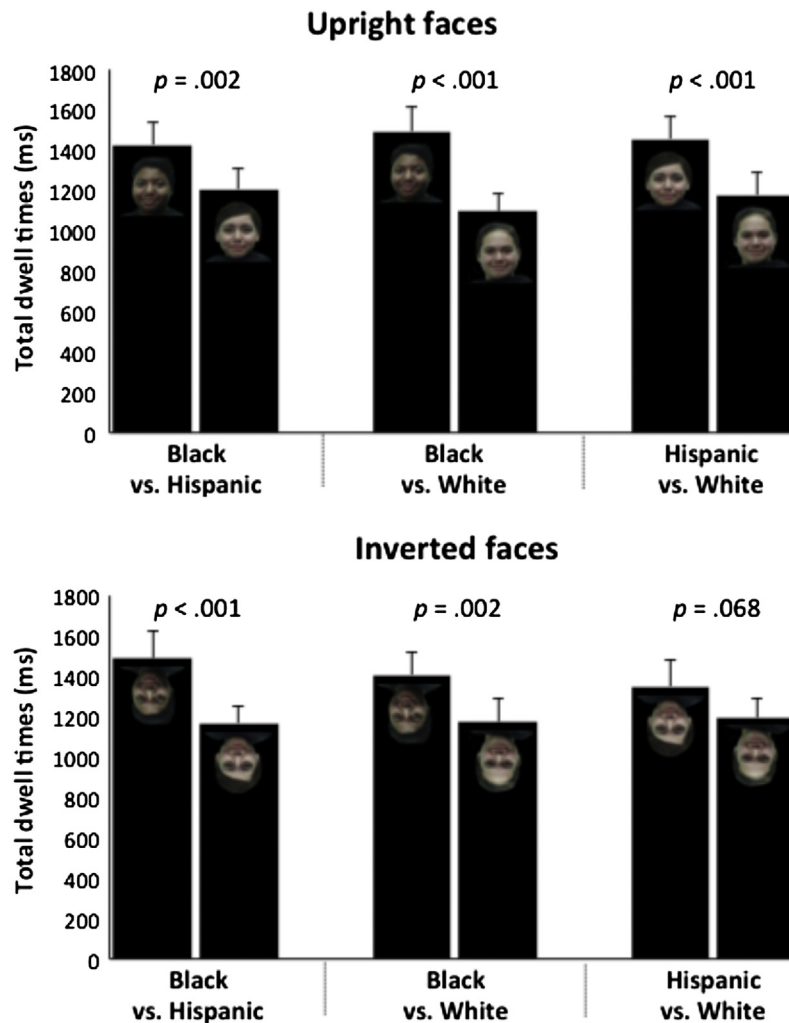 Upright faces
Total dwell times (ms)
1800
1600
1400
1200
1000
800
600
400
200
0
p = .002
p < .001
p < .001
Black
vs. Hispanic
Black
vs. White
Hispanic
vs. White
Inverted faces
Total dwell times (ms)
1800
1600
1400
1200
1000
800
600
400
200
0
p < .001
p = .002
p = .068
Black
vs. Hispanic
Black
vs. White
Hispanic
vs. White